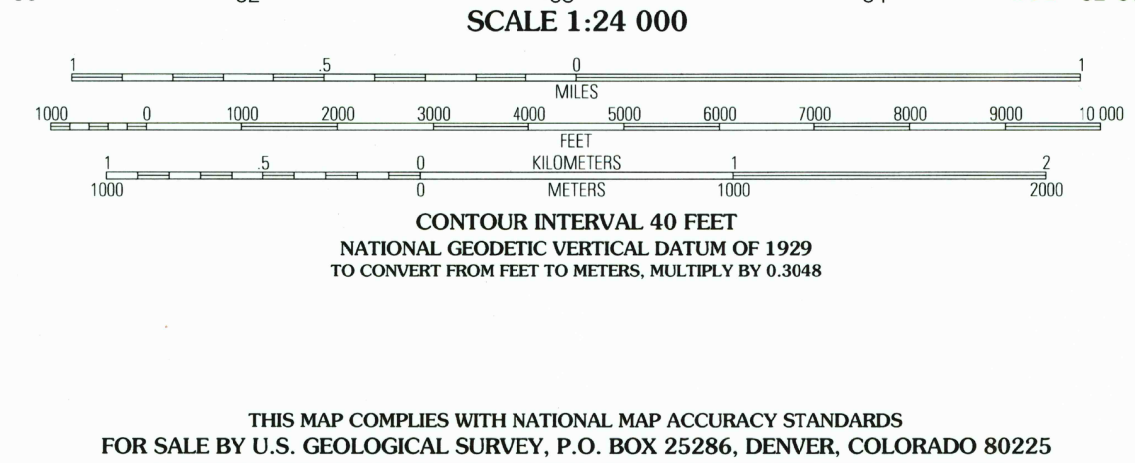 SCALE 1:24 000
1 .5 0 1
MILES
1000 0 1000 2000 3000 4000 5000 6000 7000 8000 9000 10 000
FEET
1 .5 0 KILOMETERS 1 2
1000 0 METERS 1000 2000
CONTOUR INTERVAL 40 FEET
NATIONAL GEODETIC VERTICAL DATUM OF 1929
TO CONVERT FROM FEET TO METERS, MULTIPLY BY 0.3048
THIS MAP COMPLIES WITH NATIONAL MAP ACCURACY STANDARDS
FOR SALE BY U.S. GEOLOGICAL SURVEY, P.O. BOX 25286, DENVER, COLORADO 80225